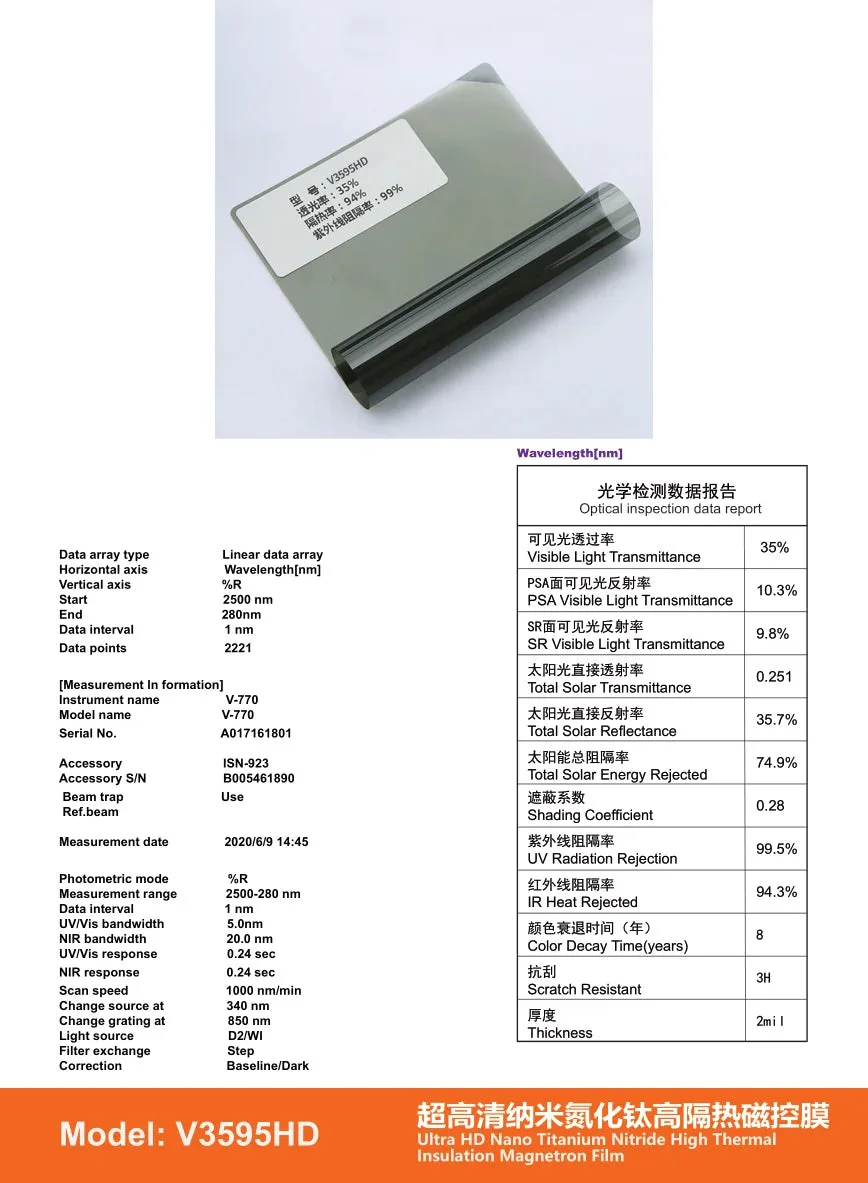 型 号：V3595HD
透光率：35%
隔热率：94%
紫外线阻隔率：99%
Wavelength[nm]
光学检测数据报告
Optical inspection data report
可见光透过率
Visible Light Transmittance 35%
PSA面可见光反射率
PSA Visible Light Transmittance 10.3%
SR面可见光反射率
SR Visible Light Transmittance 9.8%
太阳光直接透射率
Total Solar Transmittance 0.251
太阳光直接反射率
Total Solar Reflectance 35.7%
太阳能总阻隔率
Total Solar Energy Rejected 74.9%
遮蔽系数
Shading Coefficient 0.28
紫外线阻隔率
UV Radiation Rejection 99.5%
红外线阻隔率
IR Heat Rejected 94.3%
颜色衰退时间（年）
Color Decay Time(years) 8
抗刮
Scratch Resistant 3H
厚度
Thickness 2mil
Data array type Linear data array
Horizontal axis Wavelength[nm]
Vertical axis %R
Start 2500 nm
End 280nm
Data interval 1 nm
Data points 2221
[Measurement In formation]
Instrument name V-770
Model name V-770
Serial No. A017161801
Accessory ISN-923
Accessory S/N B005461890
Beam trap Use
Ref.beam
Measurement date 2020/6/9 14:45
Photometric mode %R
Measurement range 2500-280 nm
Data interval 1 nm
UV/Vis bandwidth 5.0nm
NIR bandwidth 20.0 nm
UV/Vis response 0.24 sec
NIR response 0.24 sec
Scan speed 1000 nm/min
Change source at 340 nm
Change grating at 850 nm
Light source D2/WI
Filter exchange Step
Correction Baseline/Dark
Model: V3595HD
超高清纳米氮化钛高隔热磁控膜
Ultra HD Nano Titanium Nitride High Thermal
Insulation Magnetron Film